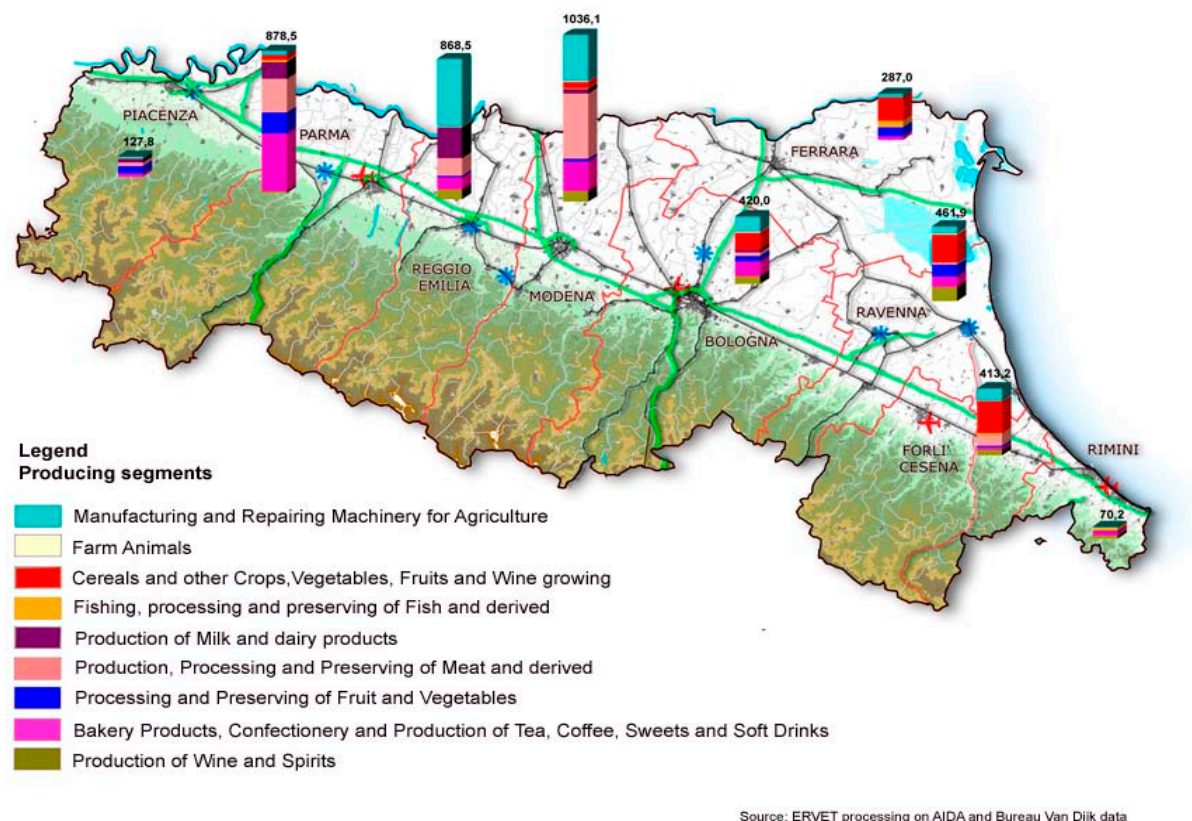 1036,1
878,5
868,5
287,0
PIACENZA
PARMA
127,8
FERRARA
420,0
461,9
REGGIO
EMILIA
MODENA
RAVENNA
BOLOGNA
413,2
FORLI'
CESENA
RIMINI
70,2
Legend
Producing segments
Manufacturing and Repairing Machinery for Agriculture
Farm Animals
Cereals and other Crops,Vegetables, Fruits and Wine growing
Fishing, processing and preserving of Fish and derived
Production of Milk and dairy products
Production, Processing and Preserving of Meat and derived
Processing and Preserving of Fruit and Vegetables
Bakery Products, Confectionery and Production of Tea, Coffee, Sweets and Soft Drinks
Production of Wine and Spirits
Source: ERVET processing on AIDA and Bureau Van Dijk data